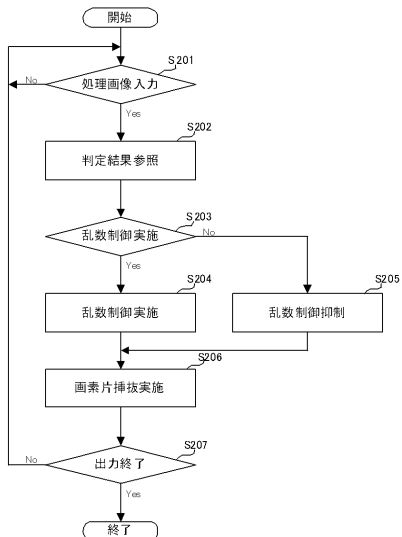 開始
S201
処理画像入力
No
Yes
S202
判定結果参照
S203
乱数制御実施
No
Yes
S204
乱数制御実施
S205
乱数制御抑制
S206
画素片挿抜実施
S207
出力終了
No
Yes
終了